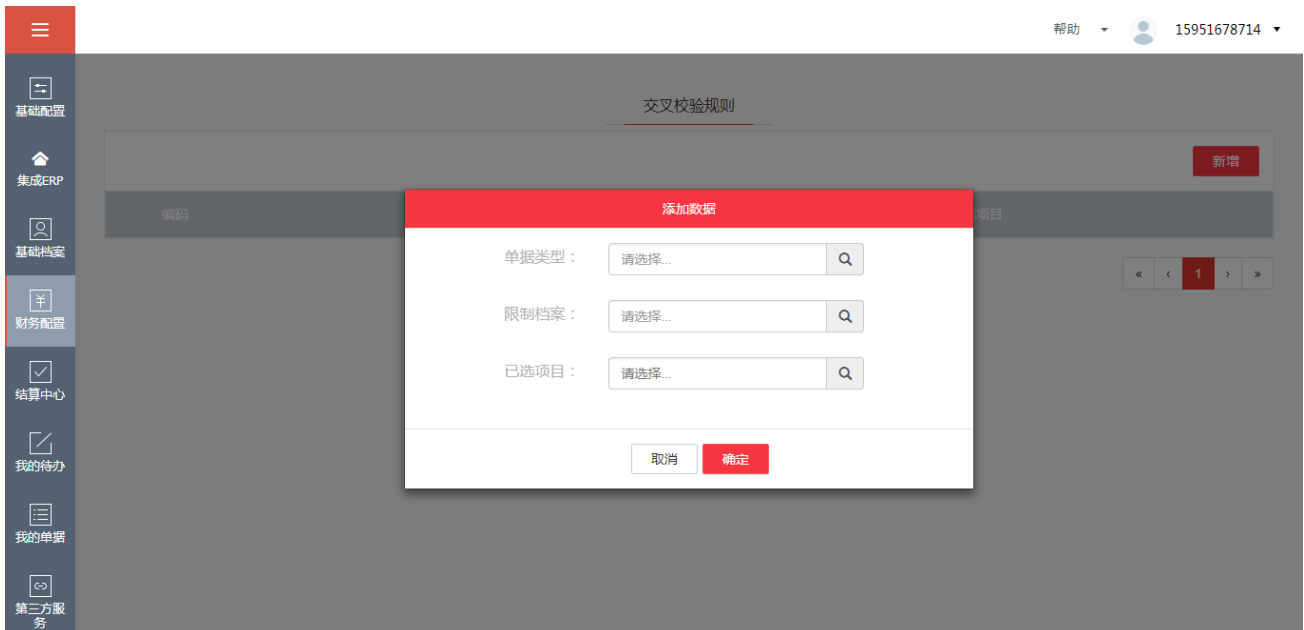 帮助
15951678714
基础配置
集成ERP
基础档案
财务配置
结算中心
我的待办
我的单据
第三方服
务
交叉校验规则
新增
编码
项目
添加数据
单据类型：
请选择...
限制档案：
请选择...
已选项目：
请选择...
取消
确定
« ‹ 1 › »